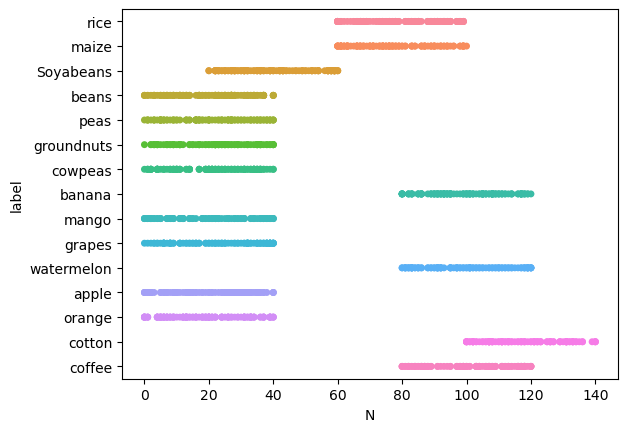 rice
maize
Soyabeans
beans
peas
groundnuts
cowpeas
banana
mango
grapes
watermelon
apple
orange
cotton
coffee
label
0 20 40 60 80 100 120 140
N